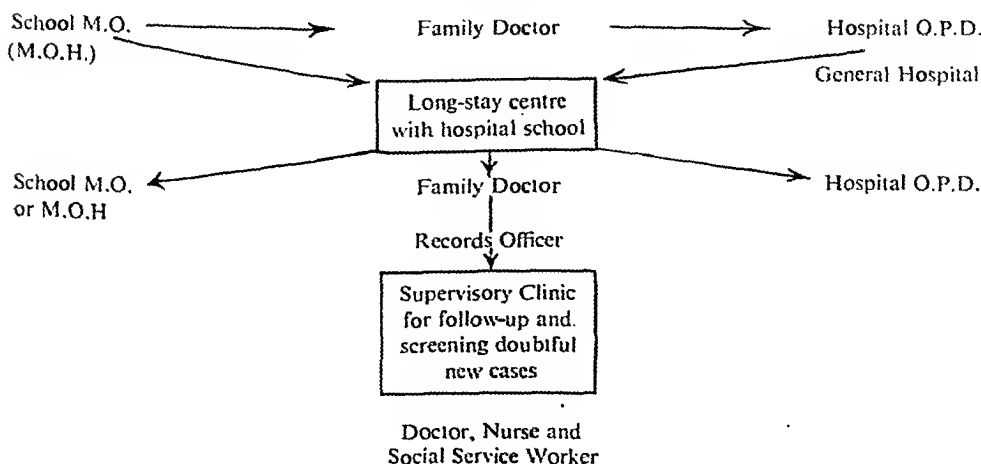 School M.O.
(M.O.H.)
Family Doctor
Hospital O.P.D.
General Hospital
Long-stay centre
with hospital school
School M.O.
or M.O.H
Family Doctor
Hospital O.P.D.
Records Officer
Supervisory Clinic
for follow-up and.
screening doubtful
new cases
Doctor, Nurse and
Social Service Worker